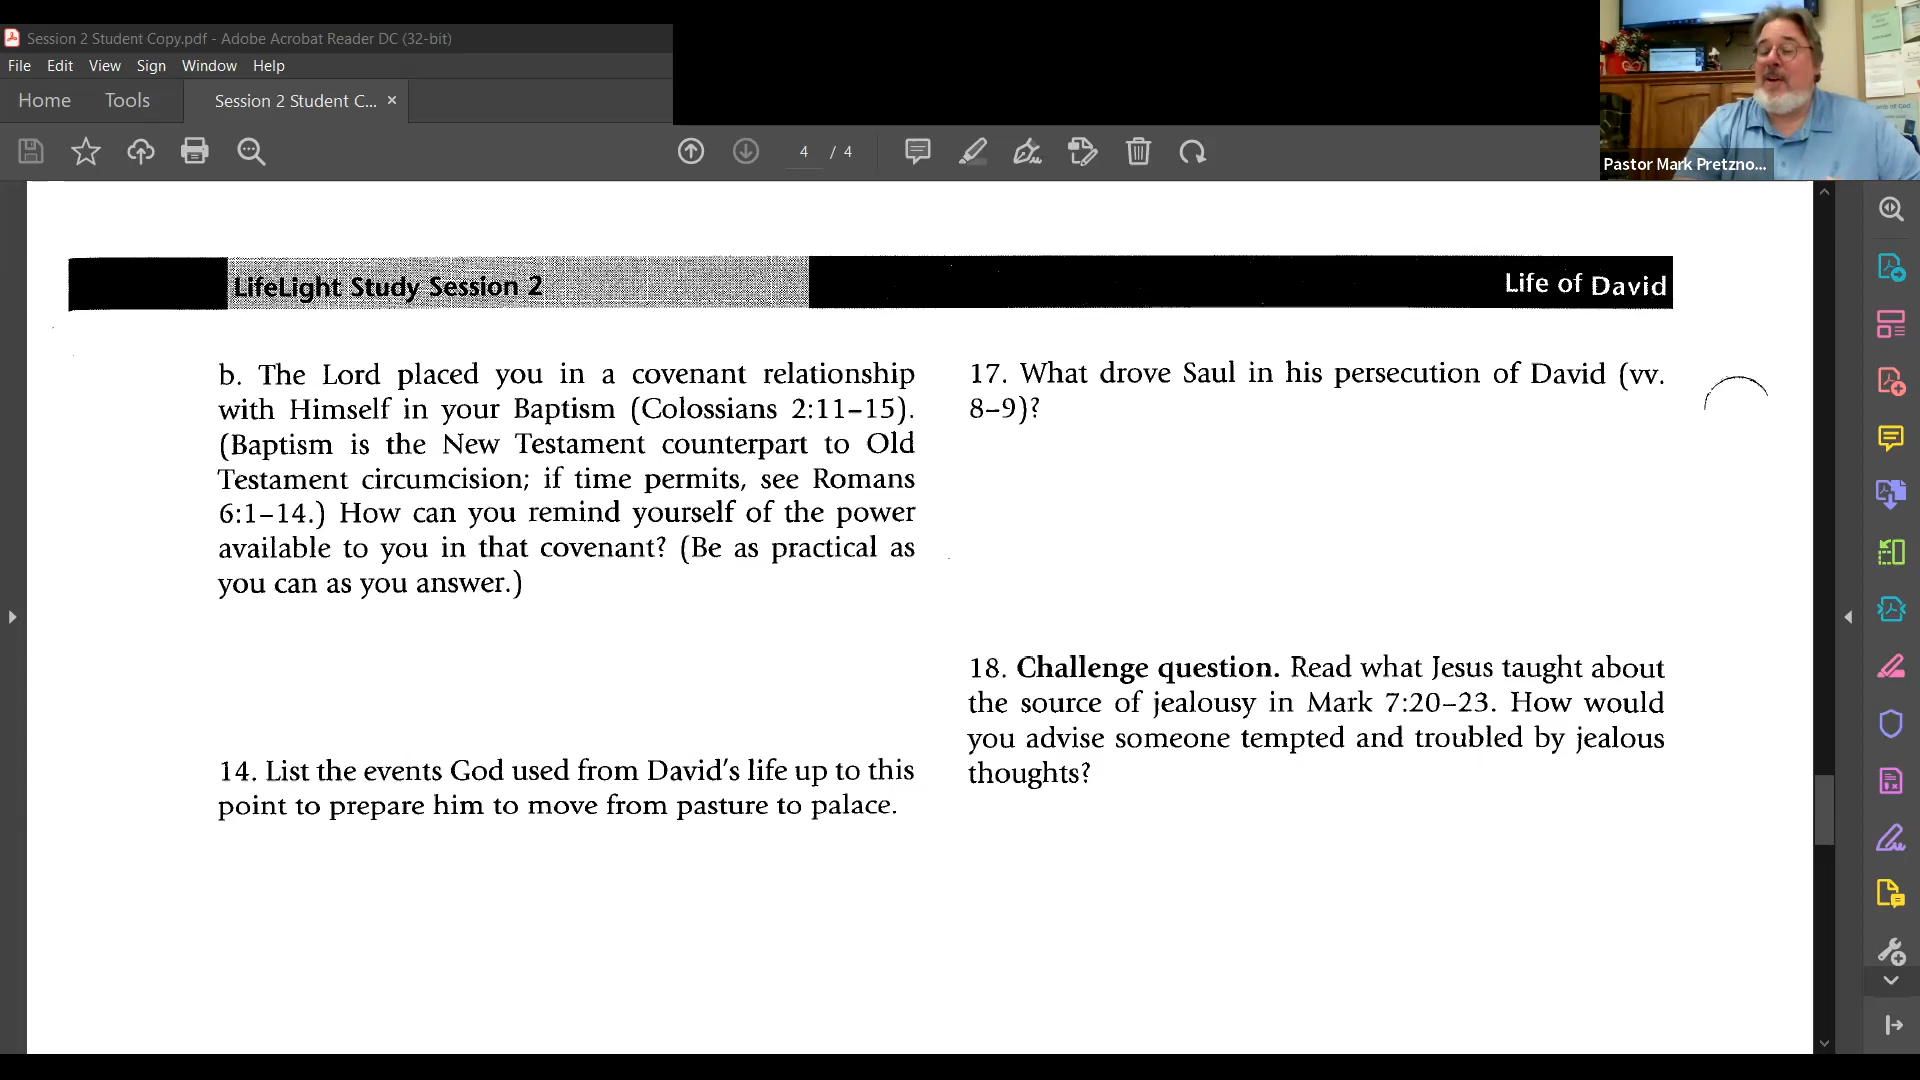 Session 2 Student Copy.pdf - Adobe Acrobat Reader DC (32-bit)
File Edit View Sign Window Help
Home Tools Session 2 Student C... ×
4 / 4
Pastor Mark Pretzno...
LifeLight Study Session 2
Life of David
b. The Lord placed you in a covenant relationship
with Himself in your Baptism (Colossians 2:11–15).
(Baptism is the New Testament counterpart to Old
Testament circumcision; if time permits, see Romans
6:1–14.) How can you remind yourself of the power
available to you in that covenant? (Be as practical as
you can as you answer.)
14. List the events God used from David's life up to this
point to prepare him to move from pasture to palace.
17. What drove Saul in his persecution of David (vv.
8–9)?
18. Challenge question. Read what Jesus taught about
the source of jealousy in Mark 7:20–23. How would
you advise someone tempted and troubled by jealous
thoughts?